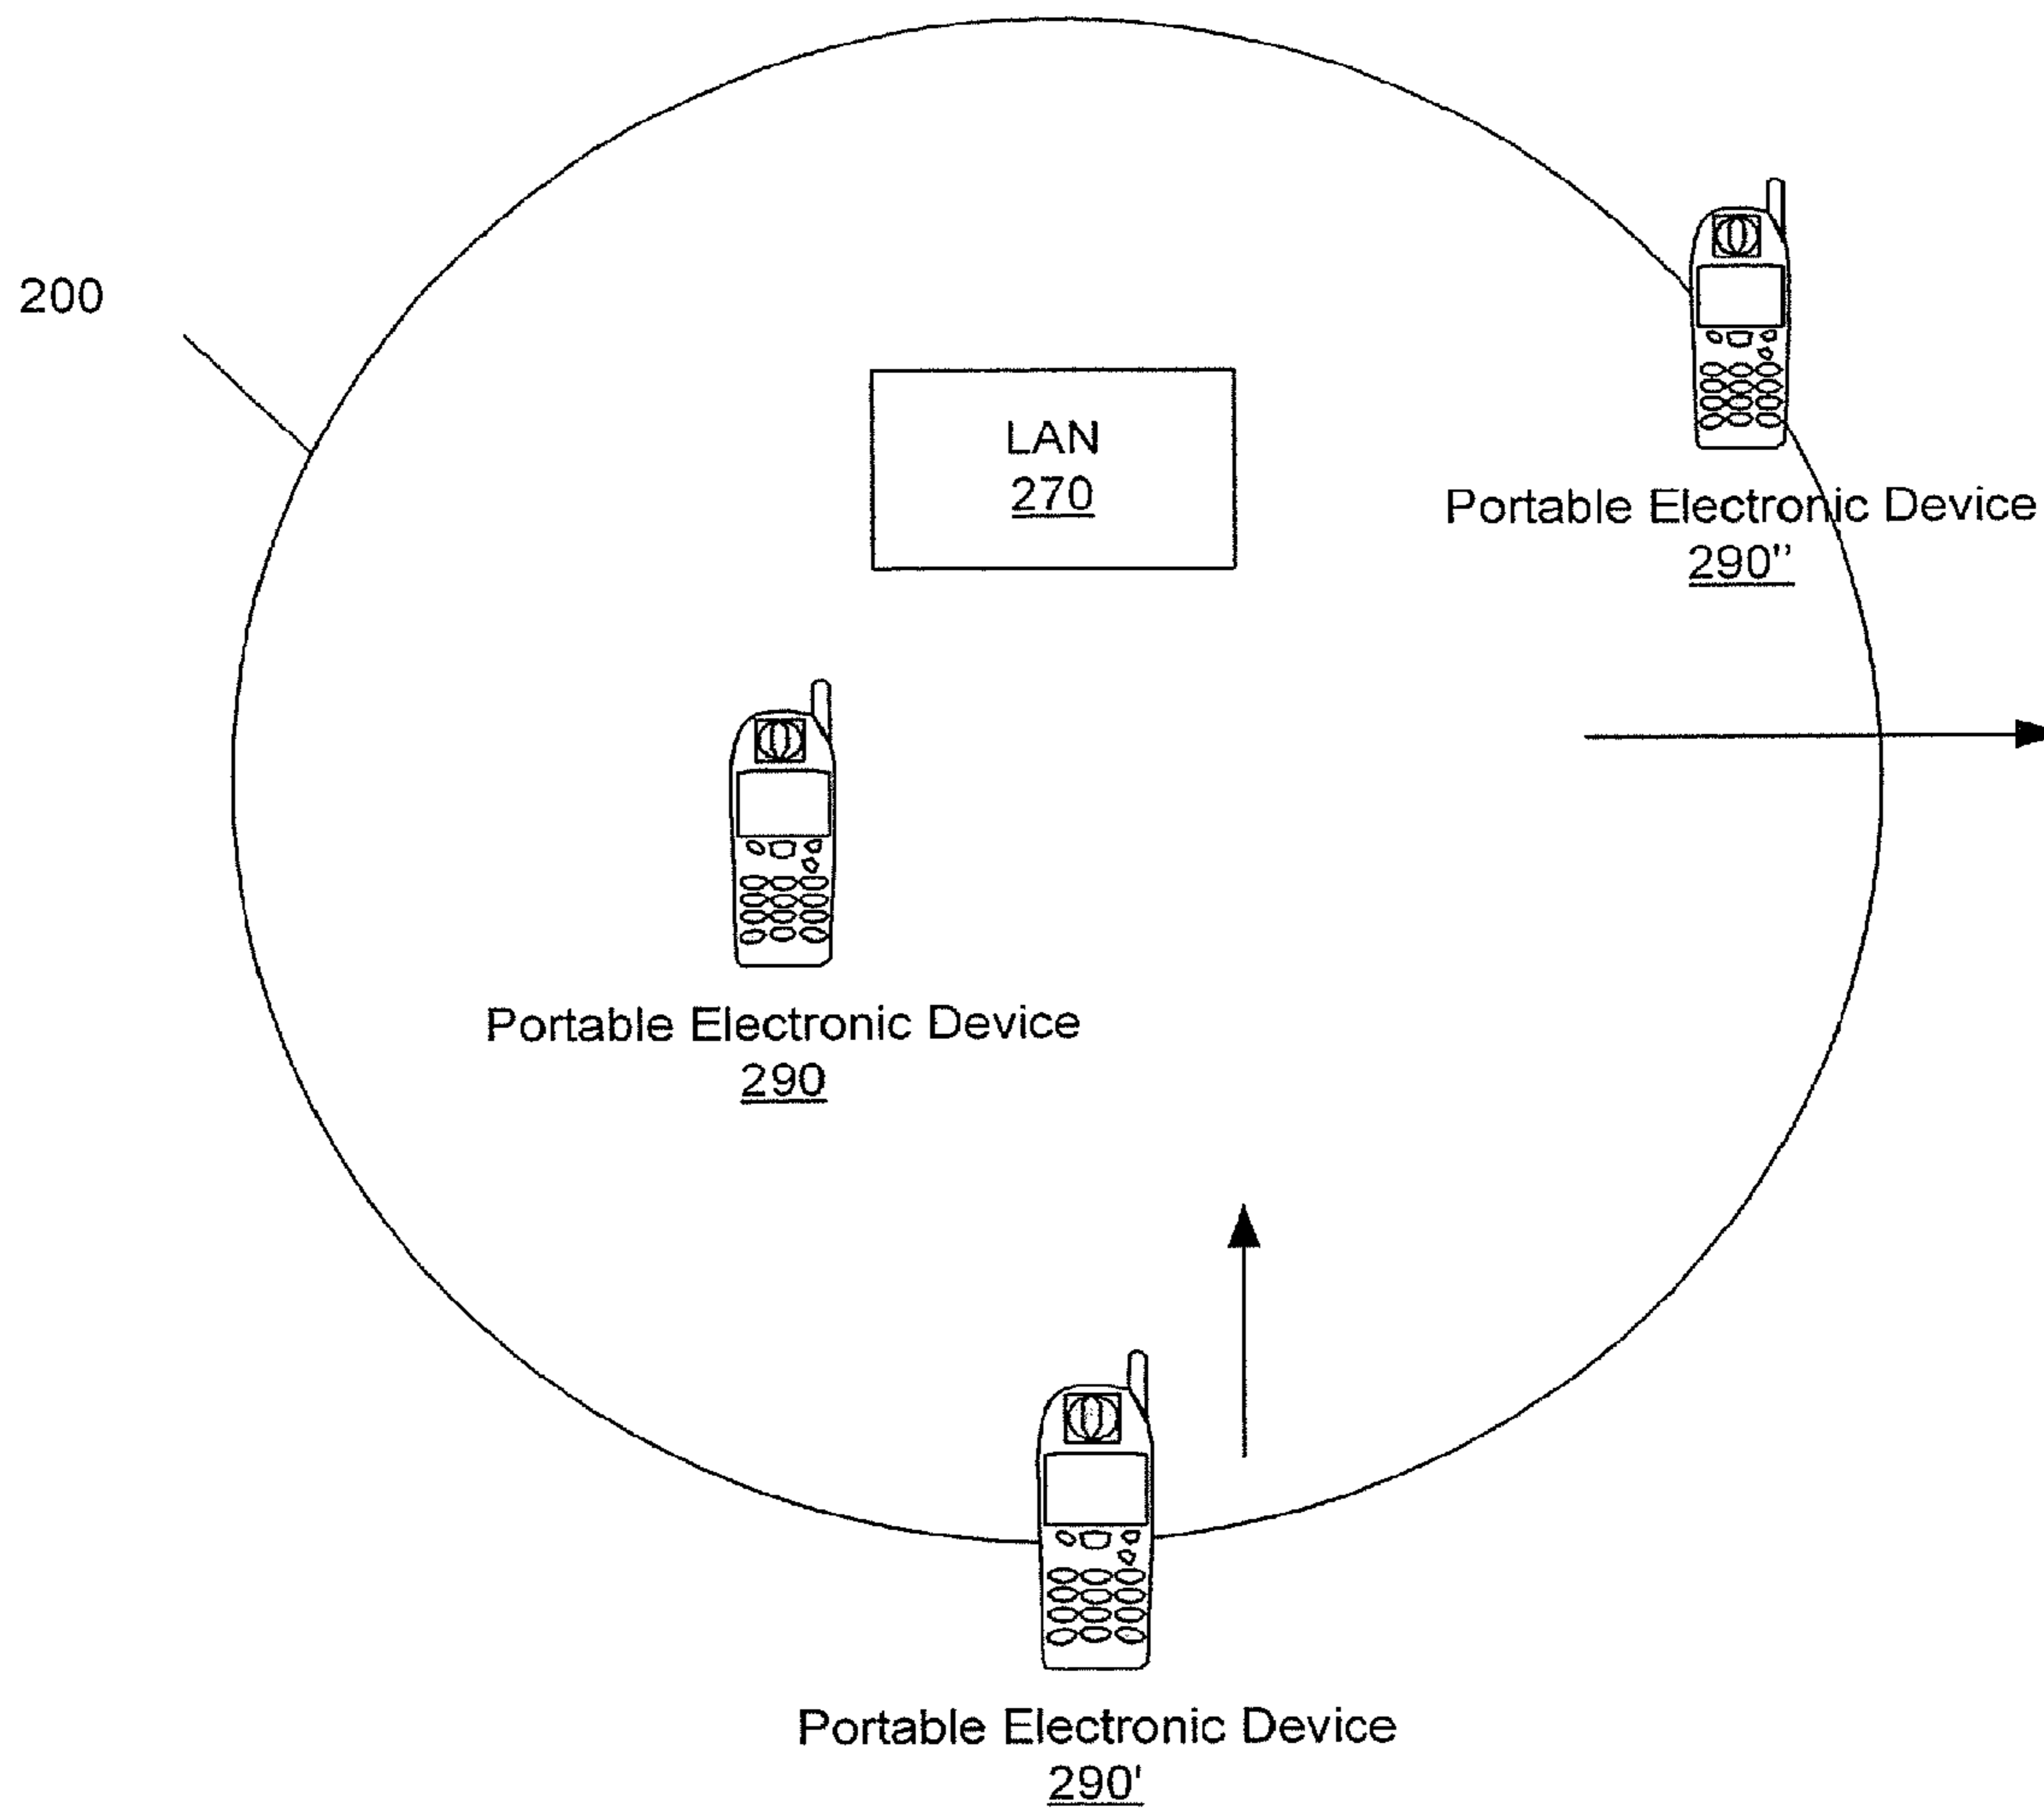 200
LAN
270
Portable Electronic Device
290''
Portable Electronic Device
290
Portable Electronic Device
290'